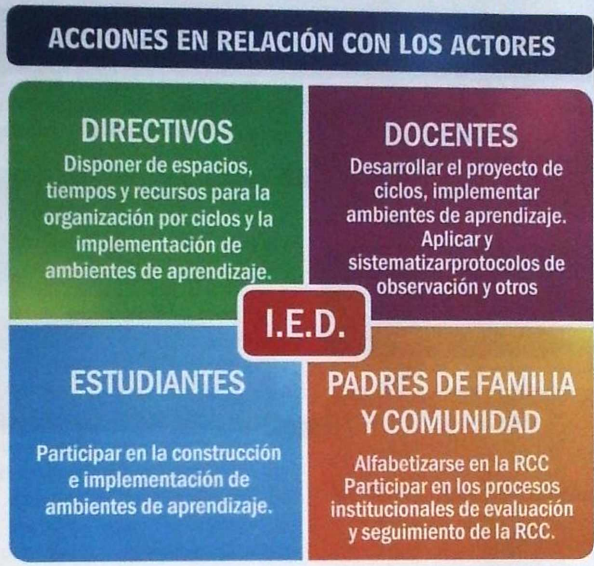 ACCIONES EN RELACIÓN CON LOS ACTORES
DIRECTIVOS
Disponer de espacios,
tiempos y recursos para la
organización por ciclos y la
implementación de
ambientes de aprendizaje.
DOCENTES
Desarrollar el proyecto de
ciclos, implementar
ambientes de aprendizaje.
Aplicar y
sistematizarprotocolos de
observación y otros
I.E.D.
ESTUDIANTES
Participar en la construcción
e implementación de
ambientes de aprendizaje.
PADRES DE FAMILIA
Y COMUNIDAD
Alfabetizarse en la RCC
Participar en los procesos
institucionales de evaluación
y seguimiento de la RCC.